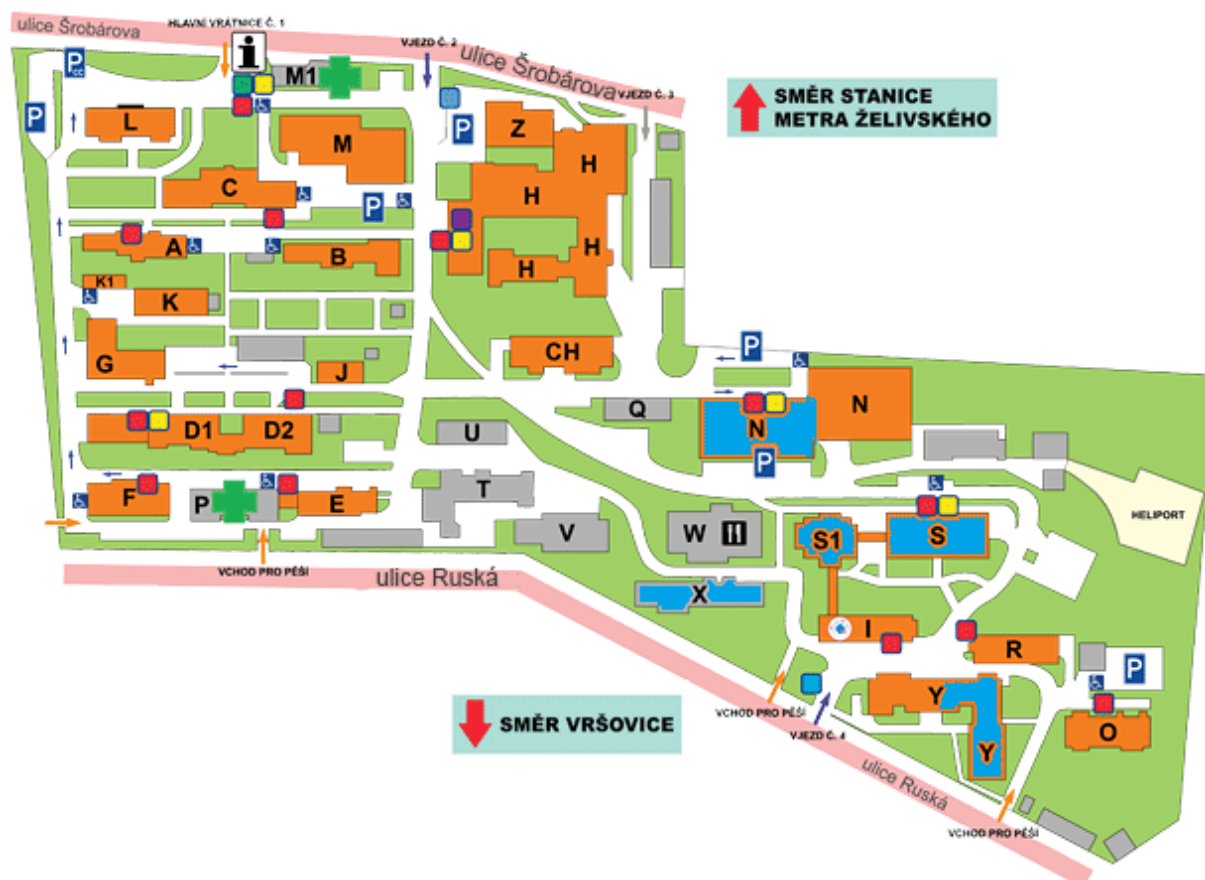 ulice Šrobárova
HLAVNÍ VRÁTNICE Č. 1
VJEZD Č. 2
ulice Šrobárova
VJEZD Č. 3
SMĚR STANICE
METRA ŽELIVSKÉHO
P
P
P
P
P
CC
i
M1
L
M
C
Z
H
H
H
H
H
A
B
K1
K
G
J
CH
D1
D2
U
Q
N
N
P
P
F
P
E
T
V
W
S1
S
HELIPORT
X
I
R
P
Y
Y
O
VCHOD PRO PĚŠÍ
ulice Ruská
SMĚR VRŠOVICE
VCHOD PRO PĚŠÍ
VJEZD Č. 4
ulice Ruská
VCHOD PRO PĚŠÍ